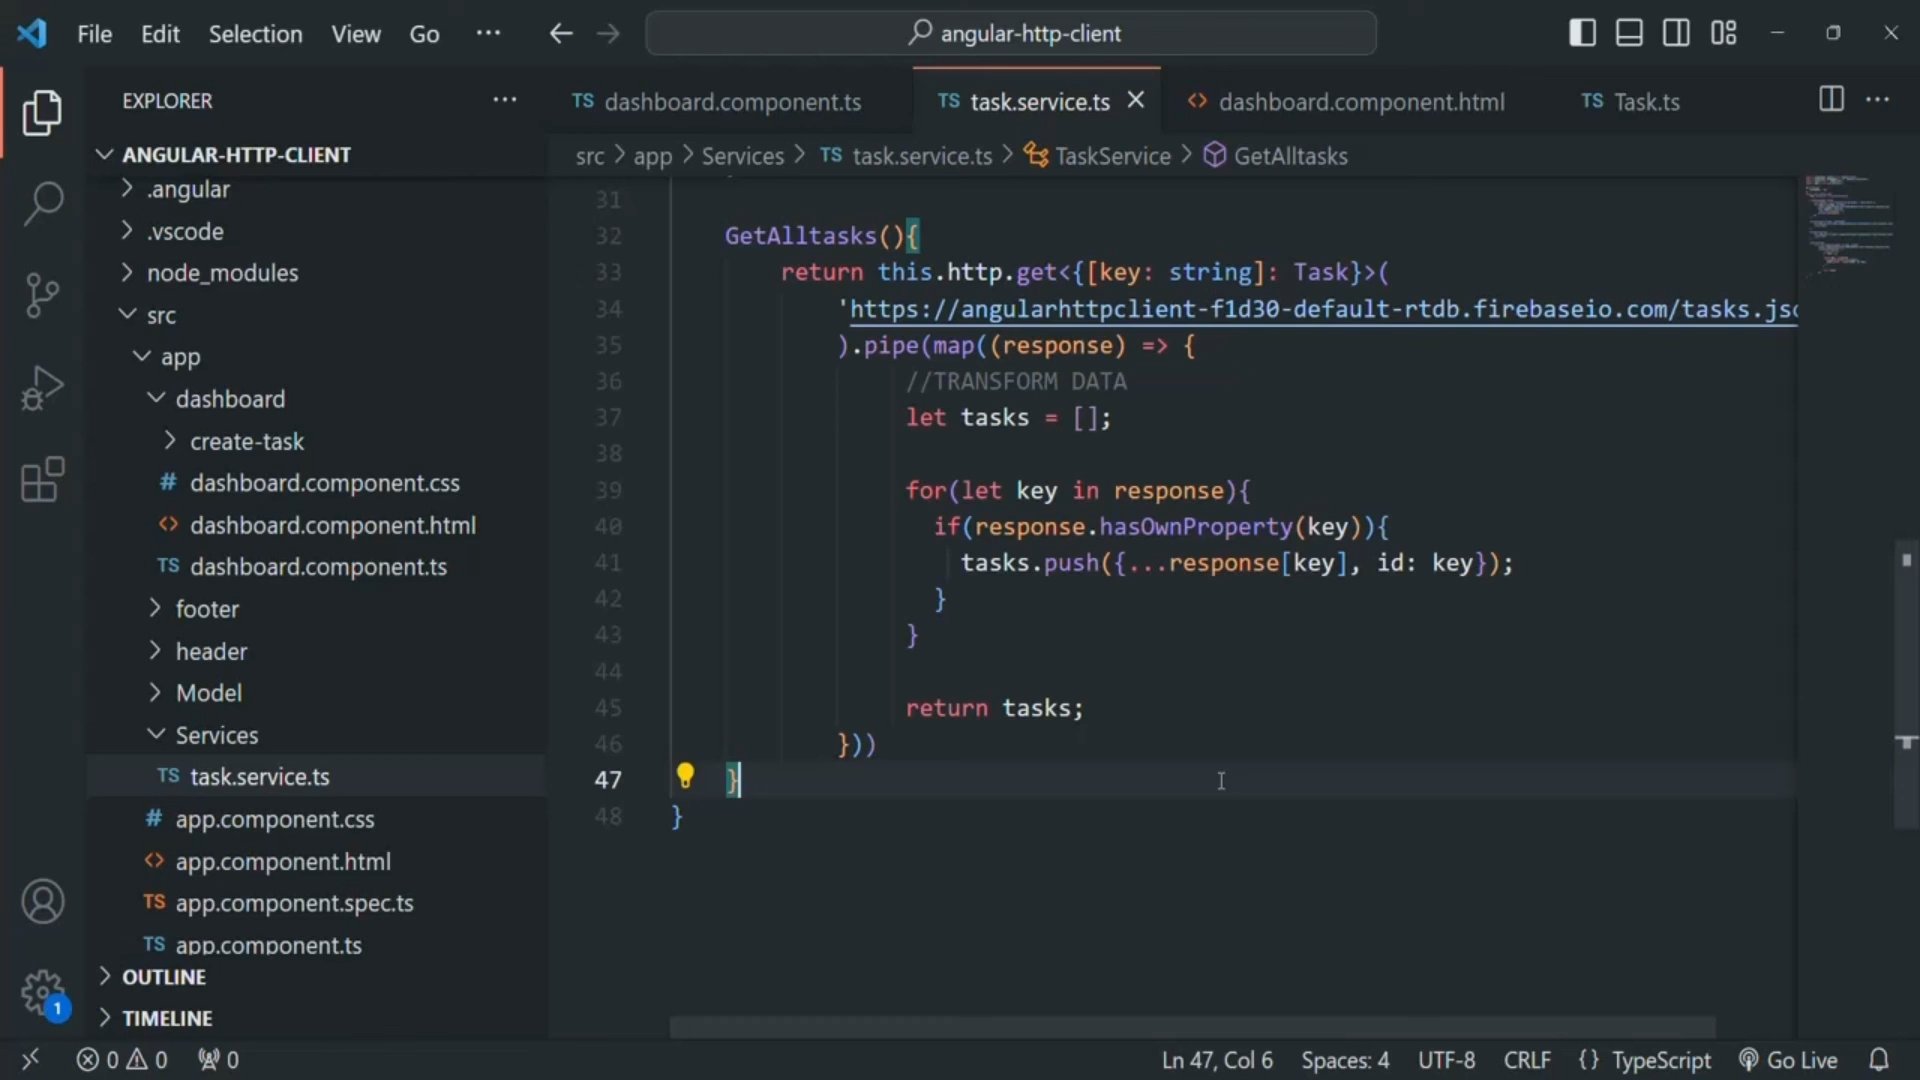 File Edit Selection View Go ··· angular-http-client
EXPLORER ···
TS dashboard.component.ts TS task.service.ts <> dashboard.component.html TS Task.ts ···
ANGULAR-HTTP-CLIENT
src > app > Services > TS task.service.ts > TaskService > GetAlltasks
.angular
.vscode
node_modules
src
app
dashboard
create-task
# dashboard.component.css
<> dashboard.component.html
TS dashboard.component.ts
footer
header
Model
Services
TS task.service.ts
# app.component.css
<> app.component.html
TS app.component.spec.ts
TS app.component.ts
OUTLINE
TIMELINE
1
31
32 GetAlltasks(){
33 return this.http.get<{[key: string]: Task}>(
34 'https://angularhttpclient-f1d30-default-rtdb.firebaseio.com/tasks.jso
35 ).pipe(map((response) => {
36 //TRANSFORM DATA
37 let tasks = [];
38
39 for(let key in response){
40 if(response.hasOwnProperty(key)){
41 tasks.push({...response[key], id: key});
42 }
43 }
44
45 return tasks;
46 }))
47 }
48 }
0 0 0 Ln 47, Col 6 Spaces: 4 UTF-8 CRLF {} TypeScript Go Live